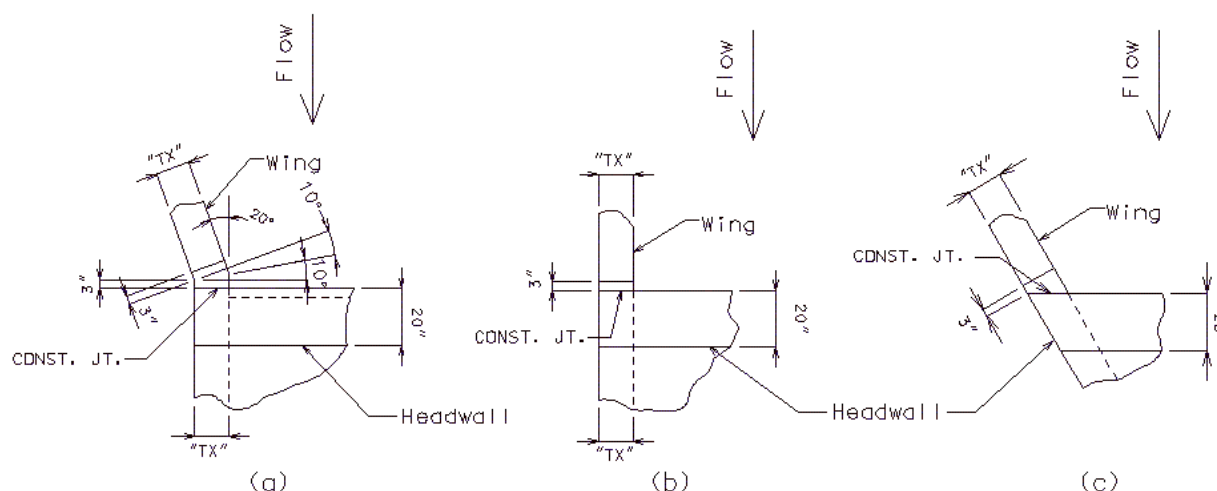 Flow
"TX"
Wing
20°
10°
10°
3"
3"
CONST. JT.
20"
Headwall
"TX"
(a)
Flow
"TX"
Wing
3"
CONST. JT.
20"
"TX"
(b)
Flow
"TX"
Wing
CONST. JT.
3"
(c)